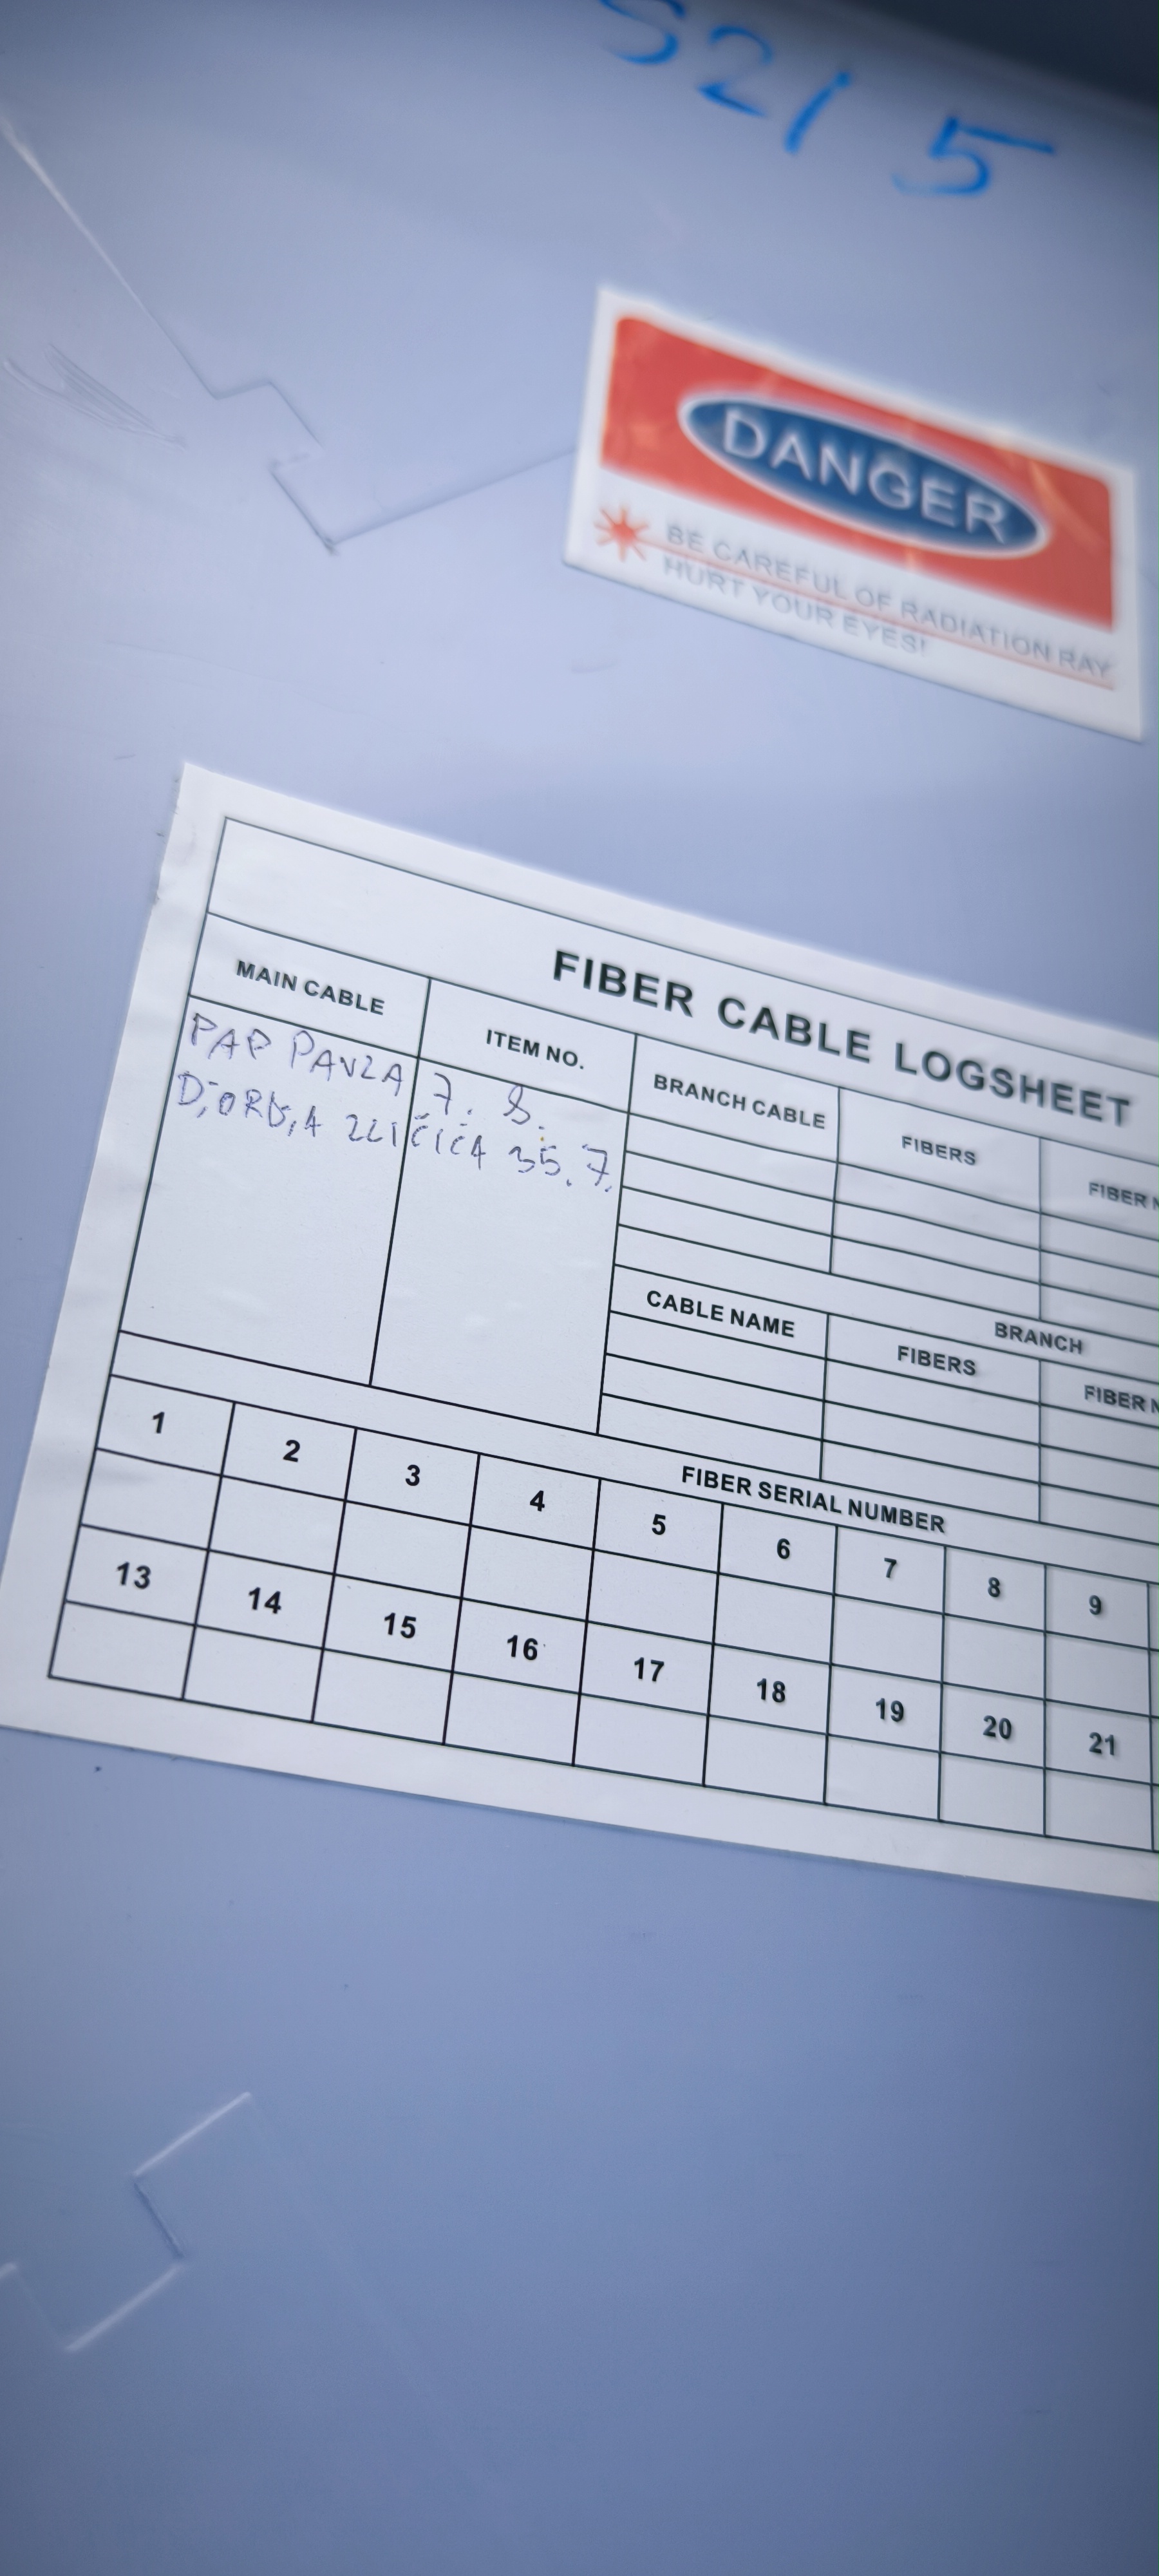 S21 5
DANGER
BE CAREFUL OF RADIATION RAY
HURT YOUR EYES!
FIBER CABLE LOGSHEET
MAIN CABLE
ITEM NO.
BRANCH CABLE
FIBERS
FIBER N
PAP PAVLA 7. 8.
ZLIČIĆA 35.7.
BRANCH
CABLE NAME
FIBERS
FIBER N
FIBER SERIAL NUMBER
1 2 3 4 5 6 7 8 9
13 14 15 16 17 18 19 20 21